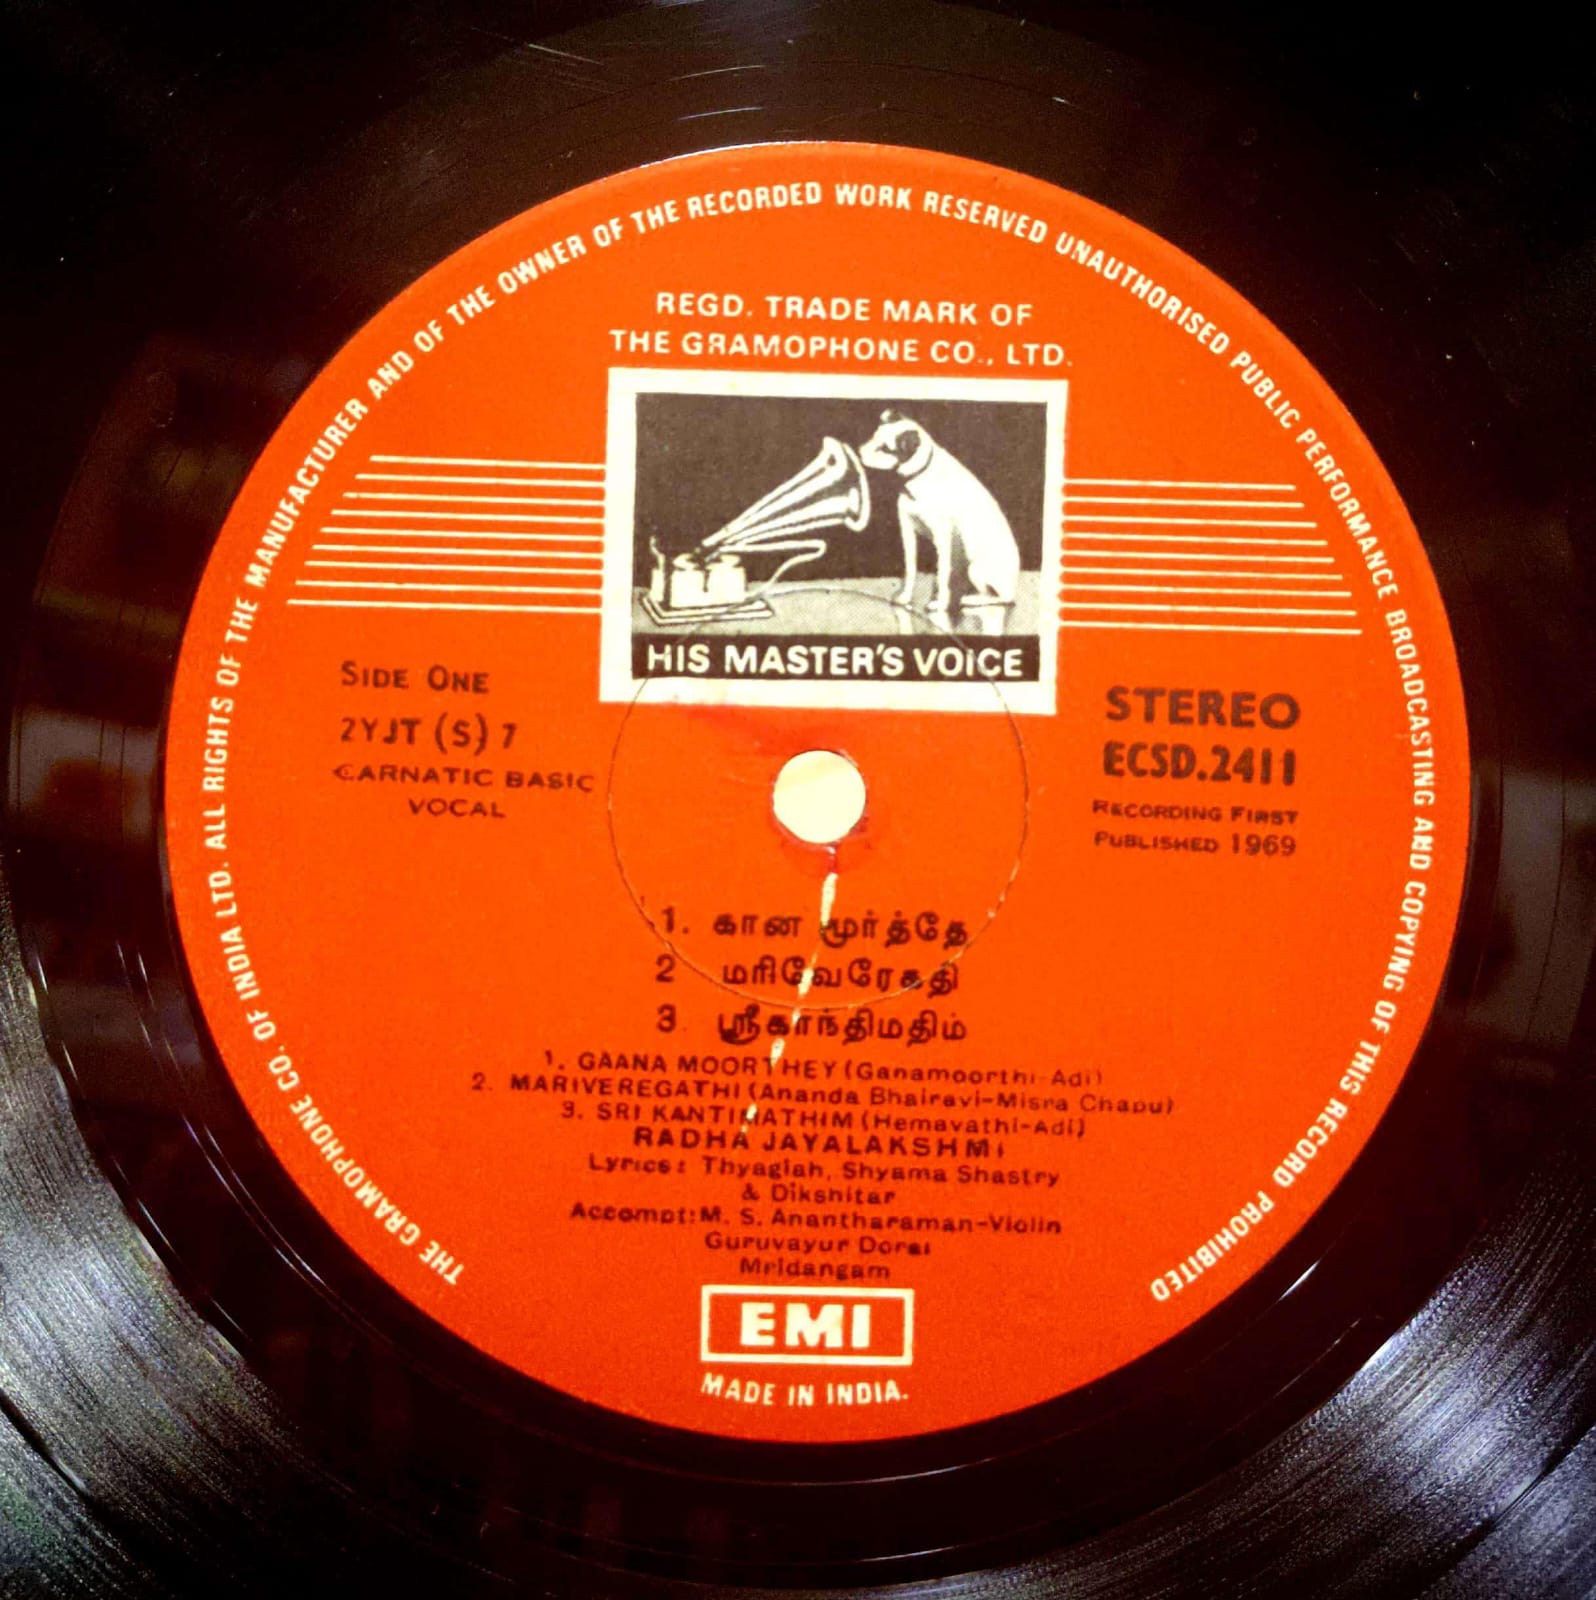 THE GRAMOPHONE CO. OF INDIA LTD. ALL RIGHTS OF THE MANUFACTURER AND OF THE OWNER OF THE RECORDED WORK RESERVED UNAUTHORISED PUBLIC PERFORMANCE BROADCASTING AND COPYING OF THIS RECORD PROHIBITED
REGD. TRADE MARK OF
THE GRAMOPHONE CO., LTD.
HIS MASTER'S VOICE
SIDE ONE
2YJT (S) 7
CARNATIC BASIC
VOCAL
STEREO
ECSD.2411
RECORDING FIRST
PUBLISHED 1969
1. கான மூர்த்தே
2 மரிவேரேகதி
3. ஸ்ரீகாந்திமதிம்
1. GAANA MOORTHEY (Ganamoorthi-Adi)
2. MARIVEREGATHI (Ananda Bhairavi-Misra Chapu)
3. SRI KANTIMATHIM (Hemavathi-Adi)
RADHA JAYALAKSHMI
Lyrics: Thyagiah, Shyama Shastry
& Dikshitar
Accompt: M. S. Anantharaman-Violin
Guruvayur Dorai
Mridangam
EMI
MADE IN INDIA.